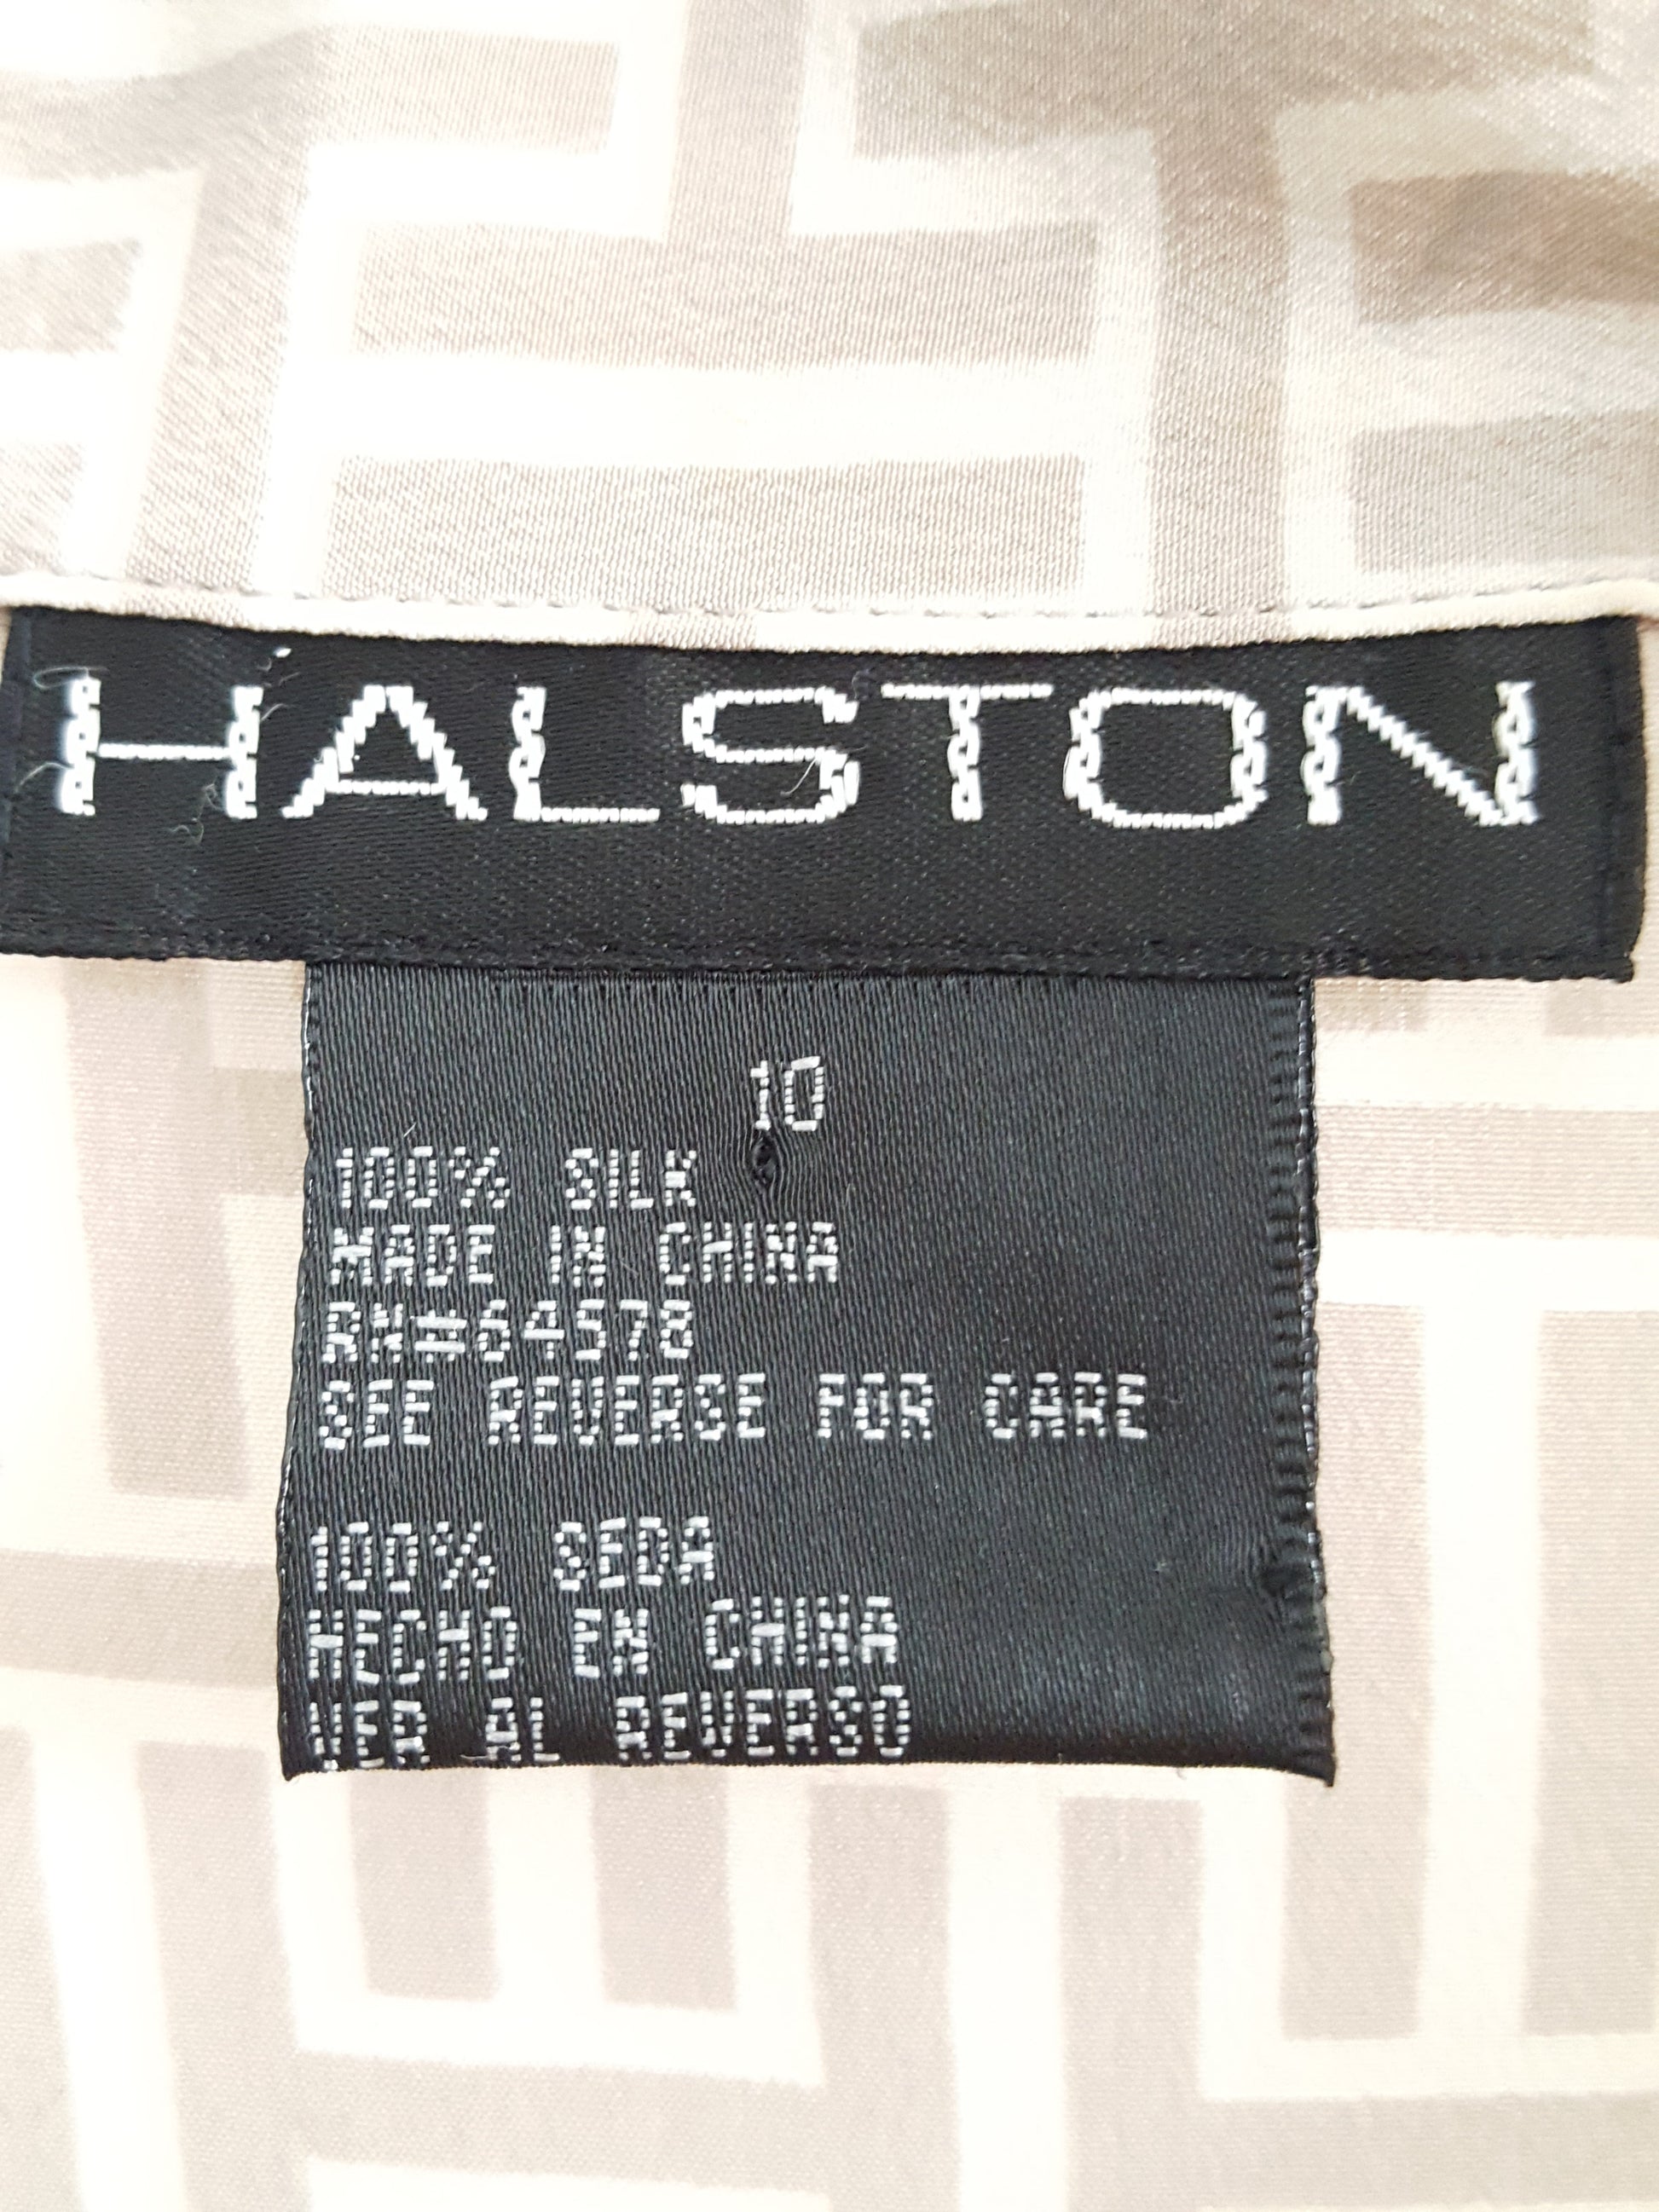 HALSTON
10
100% SILK
MADE IN CHINA
RN#64578
SEE REVERSE FOR CARE
100% SEDA
HECHO EN CHINA
VER AL REVERSO